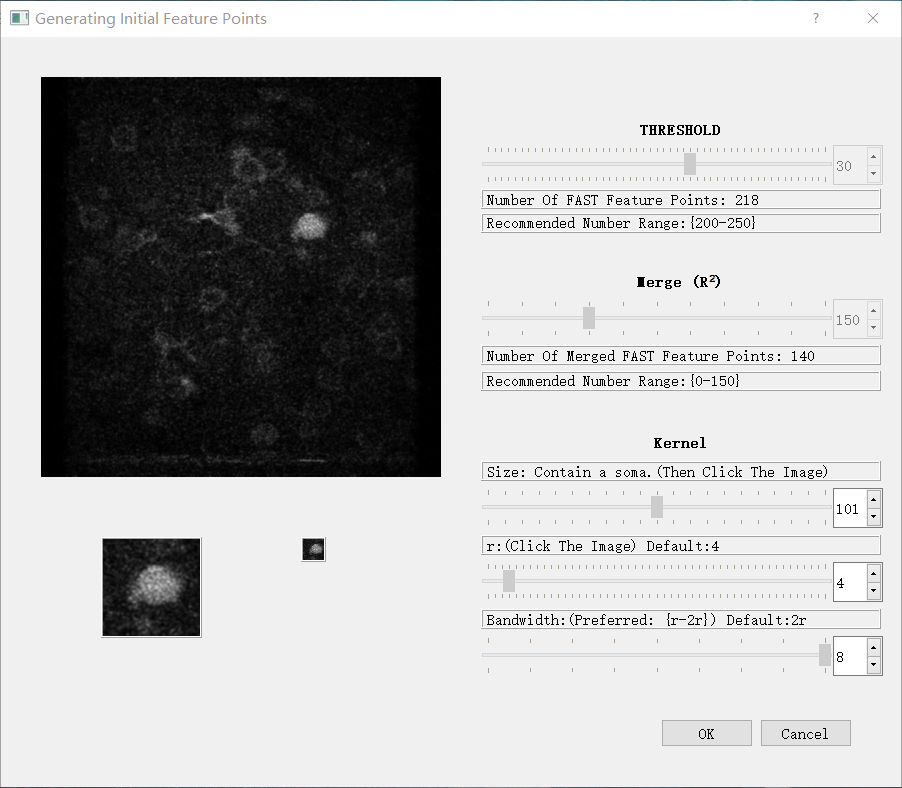 Generating Initial Feature Points
THRESHOLD
30
Number Of FAST Feature Points: 218
Recommended Number Range:{200-250}
Merge (R²)
150
Number Of Merged FAST Feature Points: 140
Recommended Number Range:{0-150}
Kernel
Size: Contain a soma.(Then Click The Image)
101
r:(Click The Image) Default:4
4
Bandwidth:(Preferred: {r-2r}) Default:2r
8
OK
Cancel